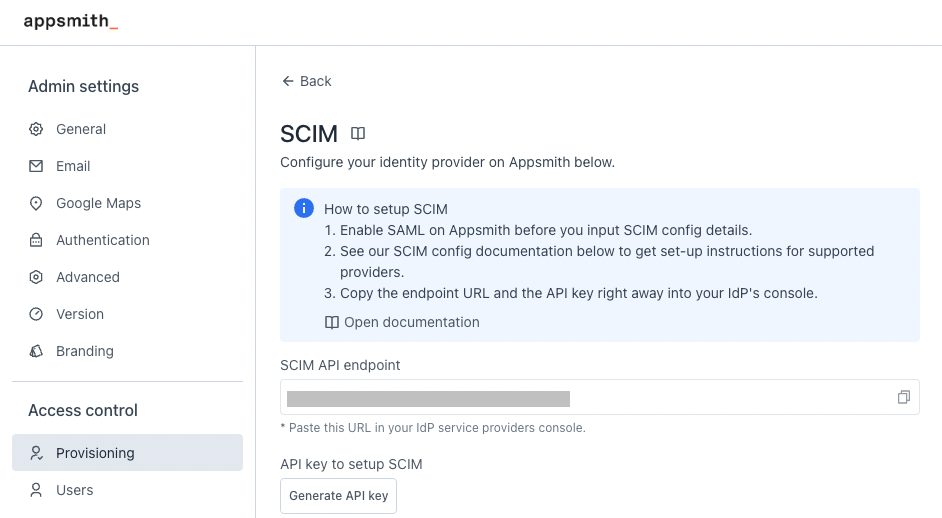 appsmith_
Admin settings
General
Email
Google Maps
Authentication
Advanced
Version
Branding
Access control
Provisioning
Users
Back
SCIM
Configure your identity provider on Appsmith below.
How to setup SCIM
1. Enable SAML on Appsmith before you input SCIM config details.
2. See our SCIM config documentation below to get set-up instructions for supported
providers.
3. Copy the endpoint URL and the API key right away into your IdP's console.
Open documentation
SCIM API endpoint
* Paste this URL in your IdP service providers console.
API key to setup SCIM
Generate API key